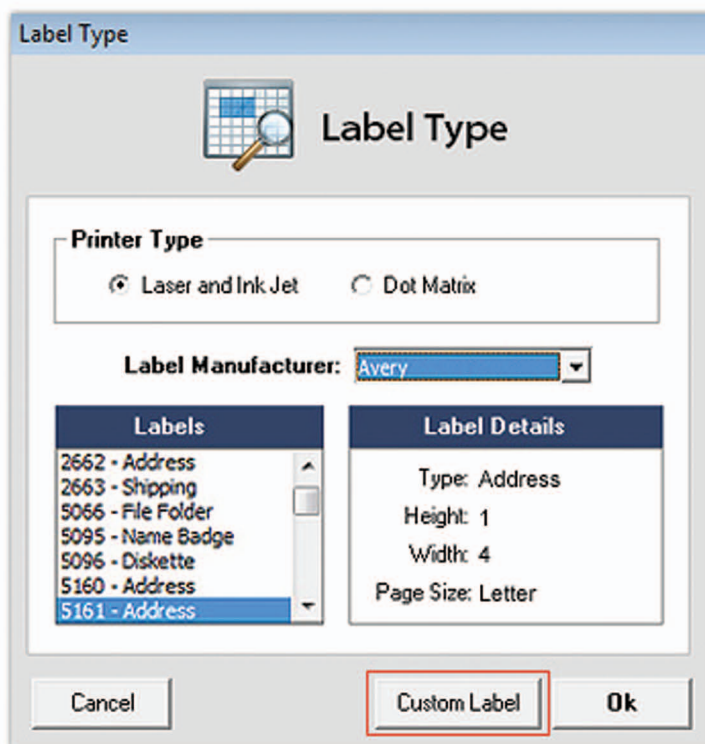 Label Type
Label Type
Printer Type
Laser and Ink Jet Dot Matrix
Label Manufacturer: Avery
Labels
2662 - Address
2663 - Shipping
5066 - File Folder
5095 - Name Badge
5096 - Diskette
5160 - Address
5161 - Address
Label Details
Type: Address
Height: 1
Width: 4
Page Size: Letter
Cancel Custom Label Ok